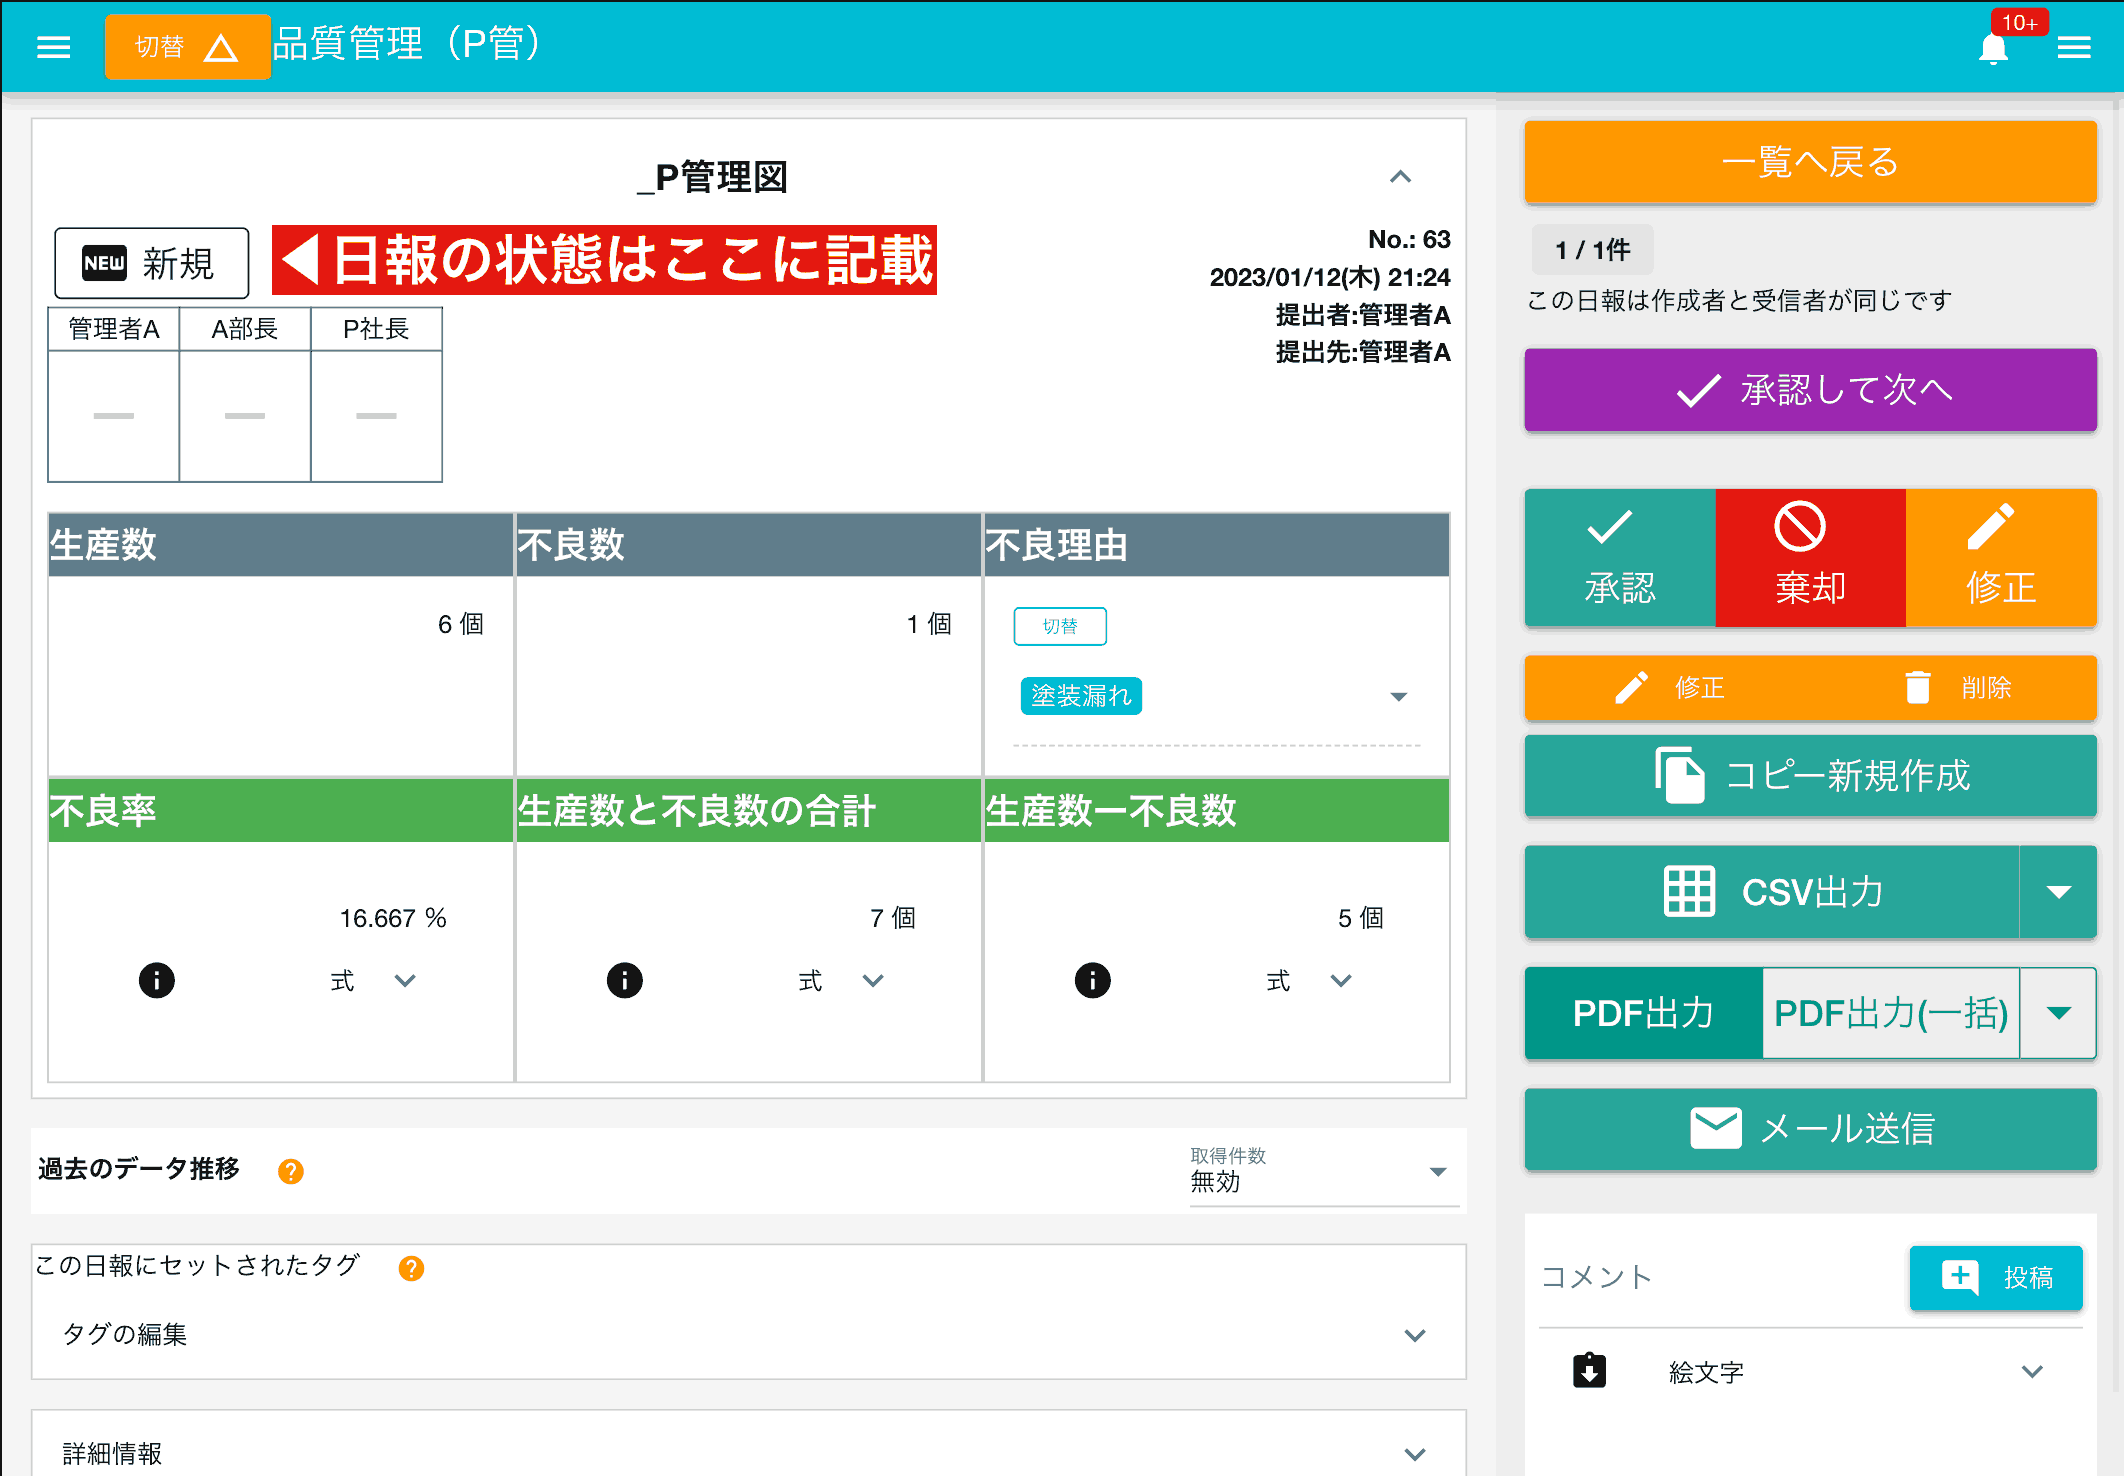 切替 品質管理（P管） 10+
_P管理図
NEW 新規 ◀日報の状態はここに記載
No.: 63
2023/01/12(木) 21:24
提出者:管理者A
提出先:管理者A
管理者A A部長 P社長
生産数 不良数 不良理由
6 個 1 個 切替
塗装漏れ
不良率 生産数と不良数の合計 生産数ー不良数
16.667 % 7 個 5 個
式 式 式
過去のデータ推移 ?
取得件数
無効
この日報にセットされたタグ ?
タグの編集
詳細情報
一覧へ戻る
1 / 1件
この日報は作成者と受信者が同じです
承認して次へ
承認 棄却 修正
修正 削除
コピー新規作成
CSV出力
PDF出力 PDF出力(一括)
メール送信
コメント 投稿
絵文字